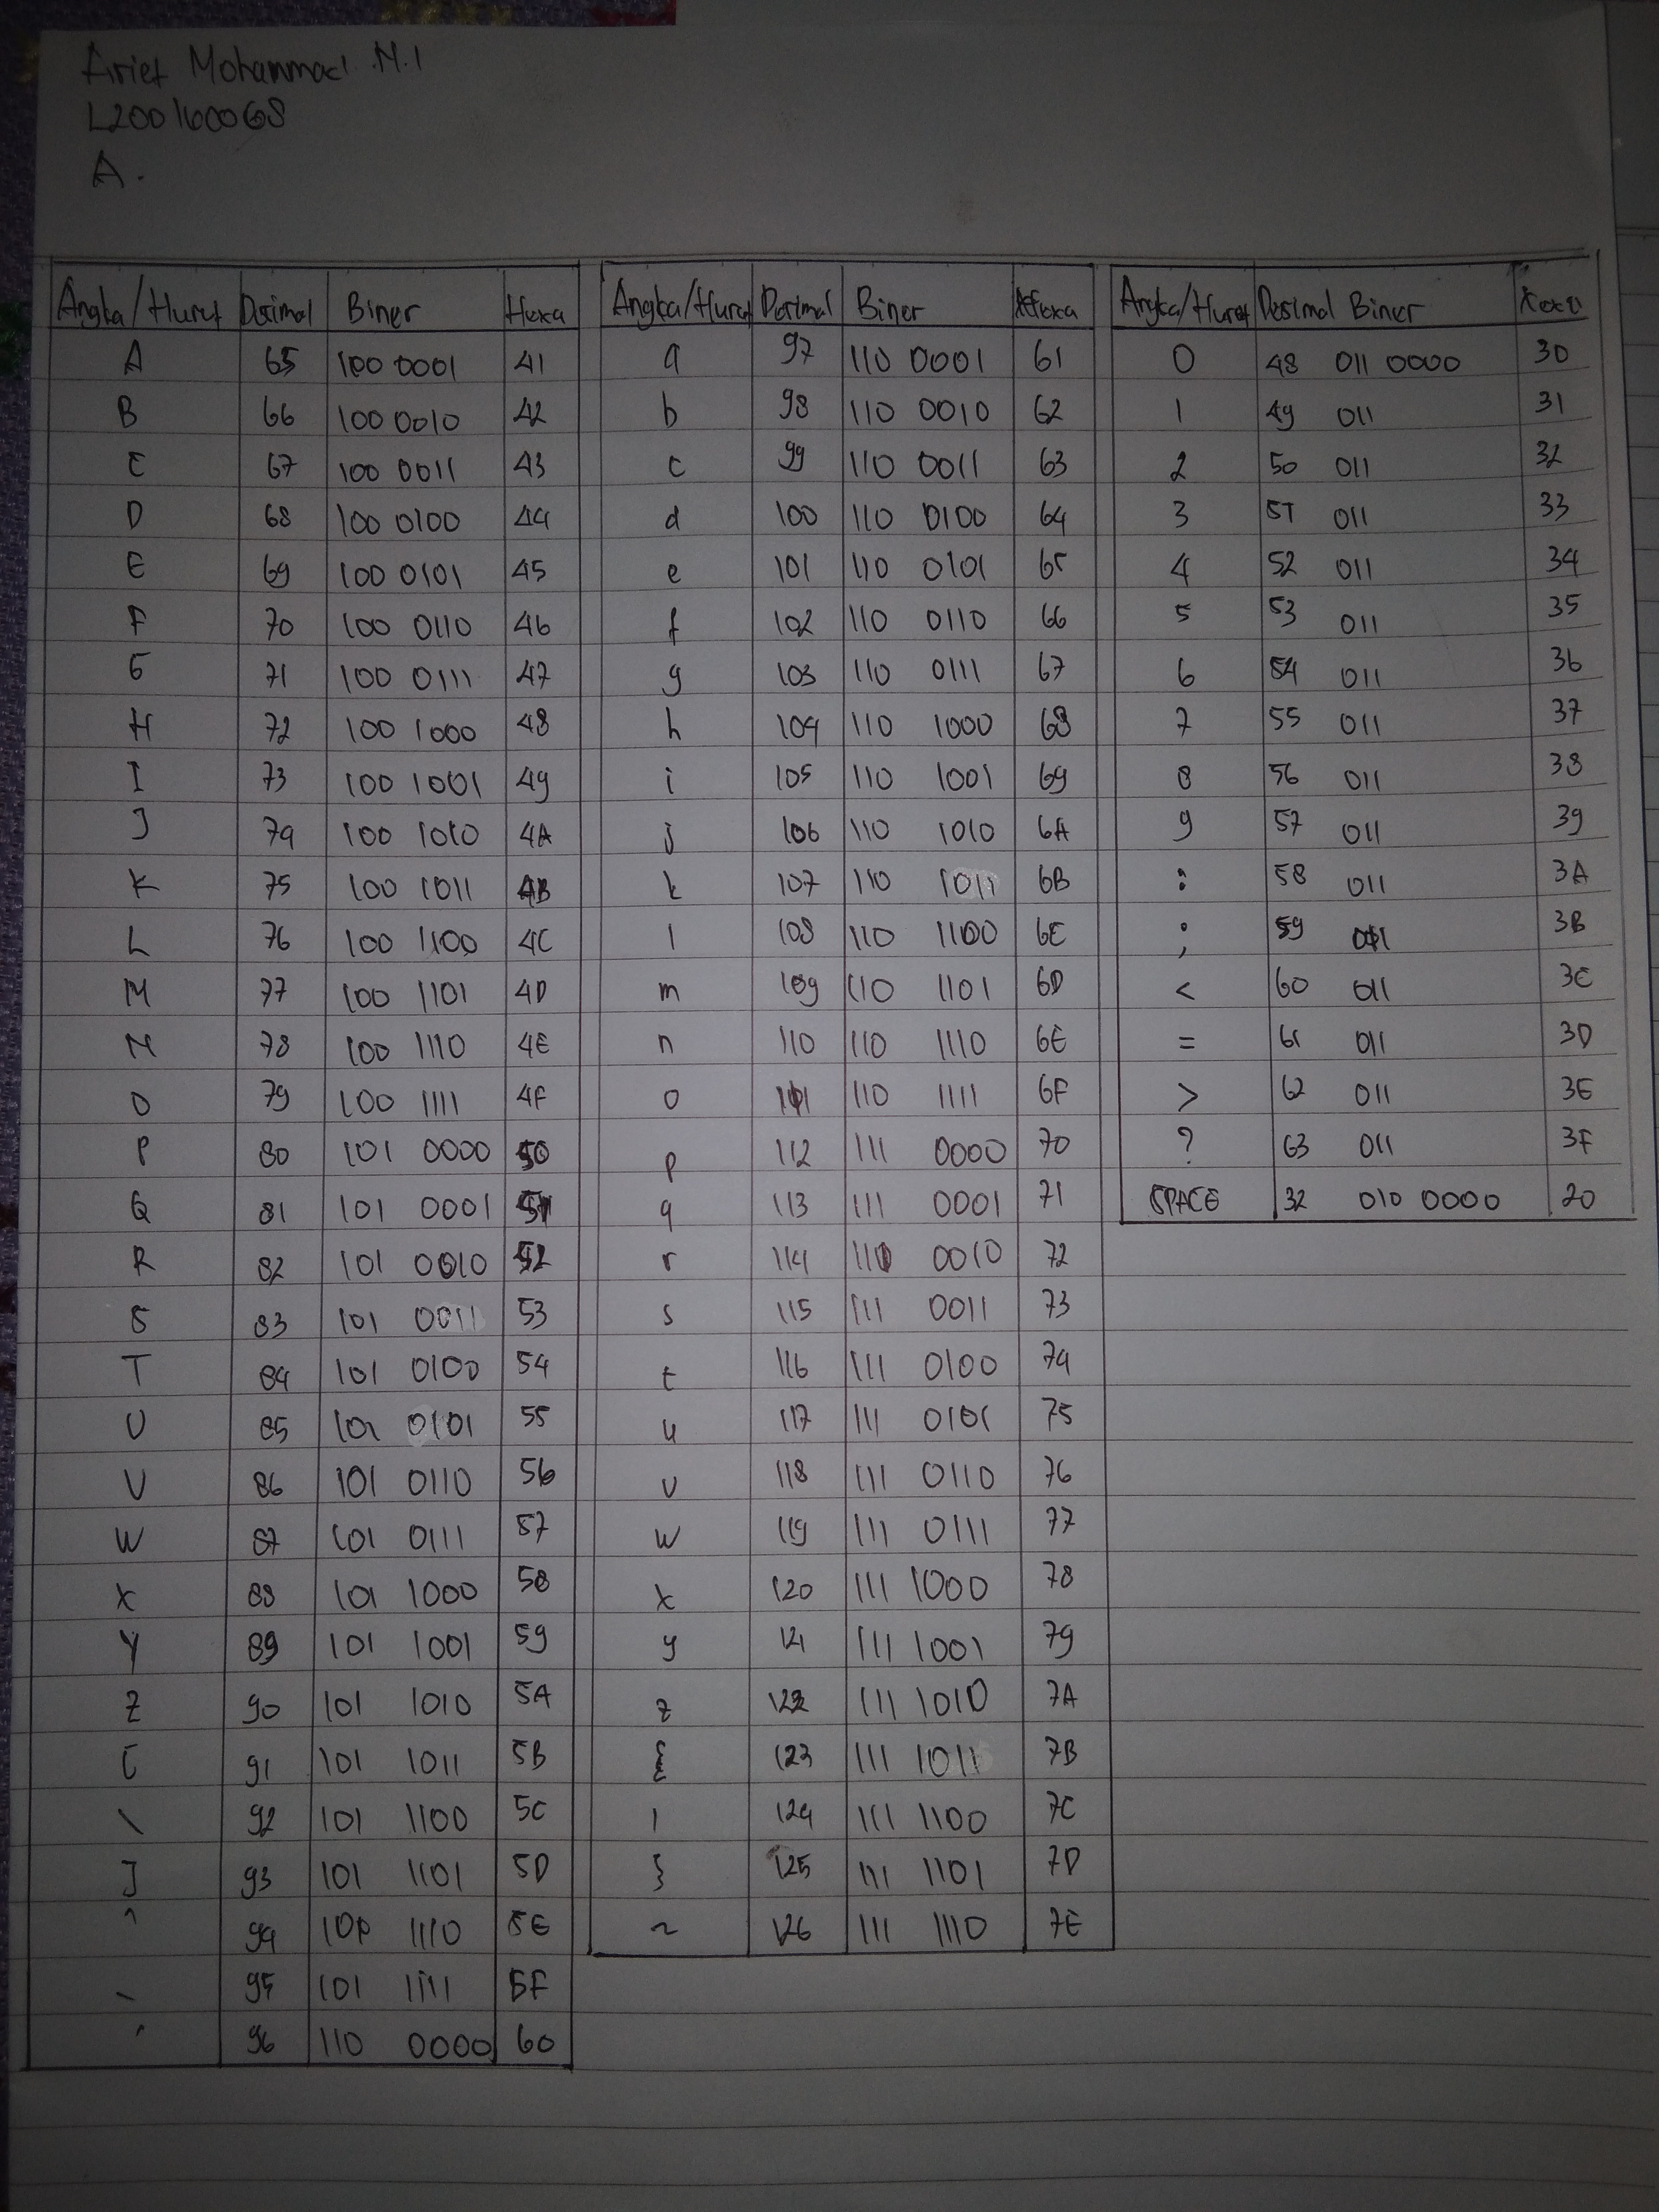 Mohammad .M.I
L200160068
A.
Angka/Huruf Desimal Biner Hexa Angka/Huruf Desimal Biner Hexa Angka/Huruf Desimal Biner
A 65 100 0001 41 a 97 110 0001 61 0 48 011 0000 30
B 66 100 0010 42 b 98 110 0010 62 1 49 011 31
C 67 100 0011 43 c 99 110 0011 63 2 50 011 32
D 68 100 0100 44 d 100 110 0100 64 3 51 011 33
E 69 100 0101 45 e 101 110 0101 65 4 52 011 34
F 70 100 0110 46 f 102 110 0110 66 5 53 011 35
G 71 100 0111 47 g 103 110 0111 67 6 54 011 36
H 72 100 1000 48 h 104 110 1000 68 7 55 011 37
I 73 100 1001 49 i 105 110 1001 69 8 56 011 38
J 74 100 1010 4A j 106 110 1010 6A 9 57 011 39
K 75 100 1011 4B k 107 110 1011 6B : 58 011 3A
L 76 100 1100 4C l 108 110 1100 6C ; 59 011 3B
M 77 100 1101 4D m 109 110 1101 6D < 60 011 3C
N 78 100 1110 4E n 110 110 1110 6E = 61 011 3D
O 79 100 1111 4F o 111 110 1111 6F > 62 011 3E
P 80 101 0000 50 p 112 111 0000 70 ? 63 011 3F
Q 81 101 0001 51 q 113 111 0001 71 SPACE 32 010 0000 20
R 82 101 0010 52 r 114 111 0010 72
S 83 101 0011 53 s 115 111 0011 73
T 84 101 0100 54 t 116 111 0100 74
U 85 101 0101 55 u 117 111 0101 75
V 86 101 0110 56 v 118 111 0110 76
W 87 101 0111 57 w 119 111 0111 77
X 88 101 1000 58 x 120 111 1000 78
Y 89 101 1001 59 y 121 111 1001 79
Z 90 101 1010 5A z 122 111 1010 7A
[ 91 101 1011 5B { 123 111 1011 7B
\ 92 101 1100 5C | 124 111 1100 7C
] 93 101 1101 5D } 125 111 1101 7D
^ 94 1110 5E ~ 126 111 1110 7E
_ 95 101 1111 5F
' 96 110 0000 60